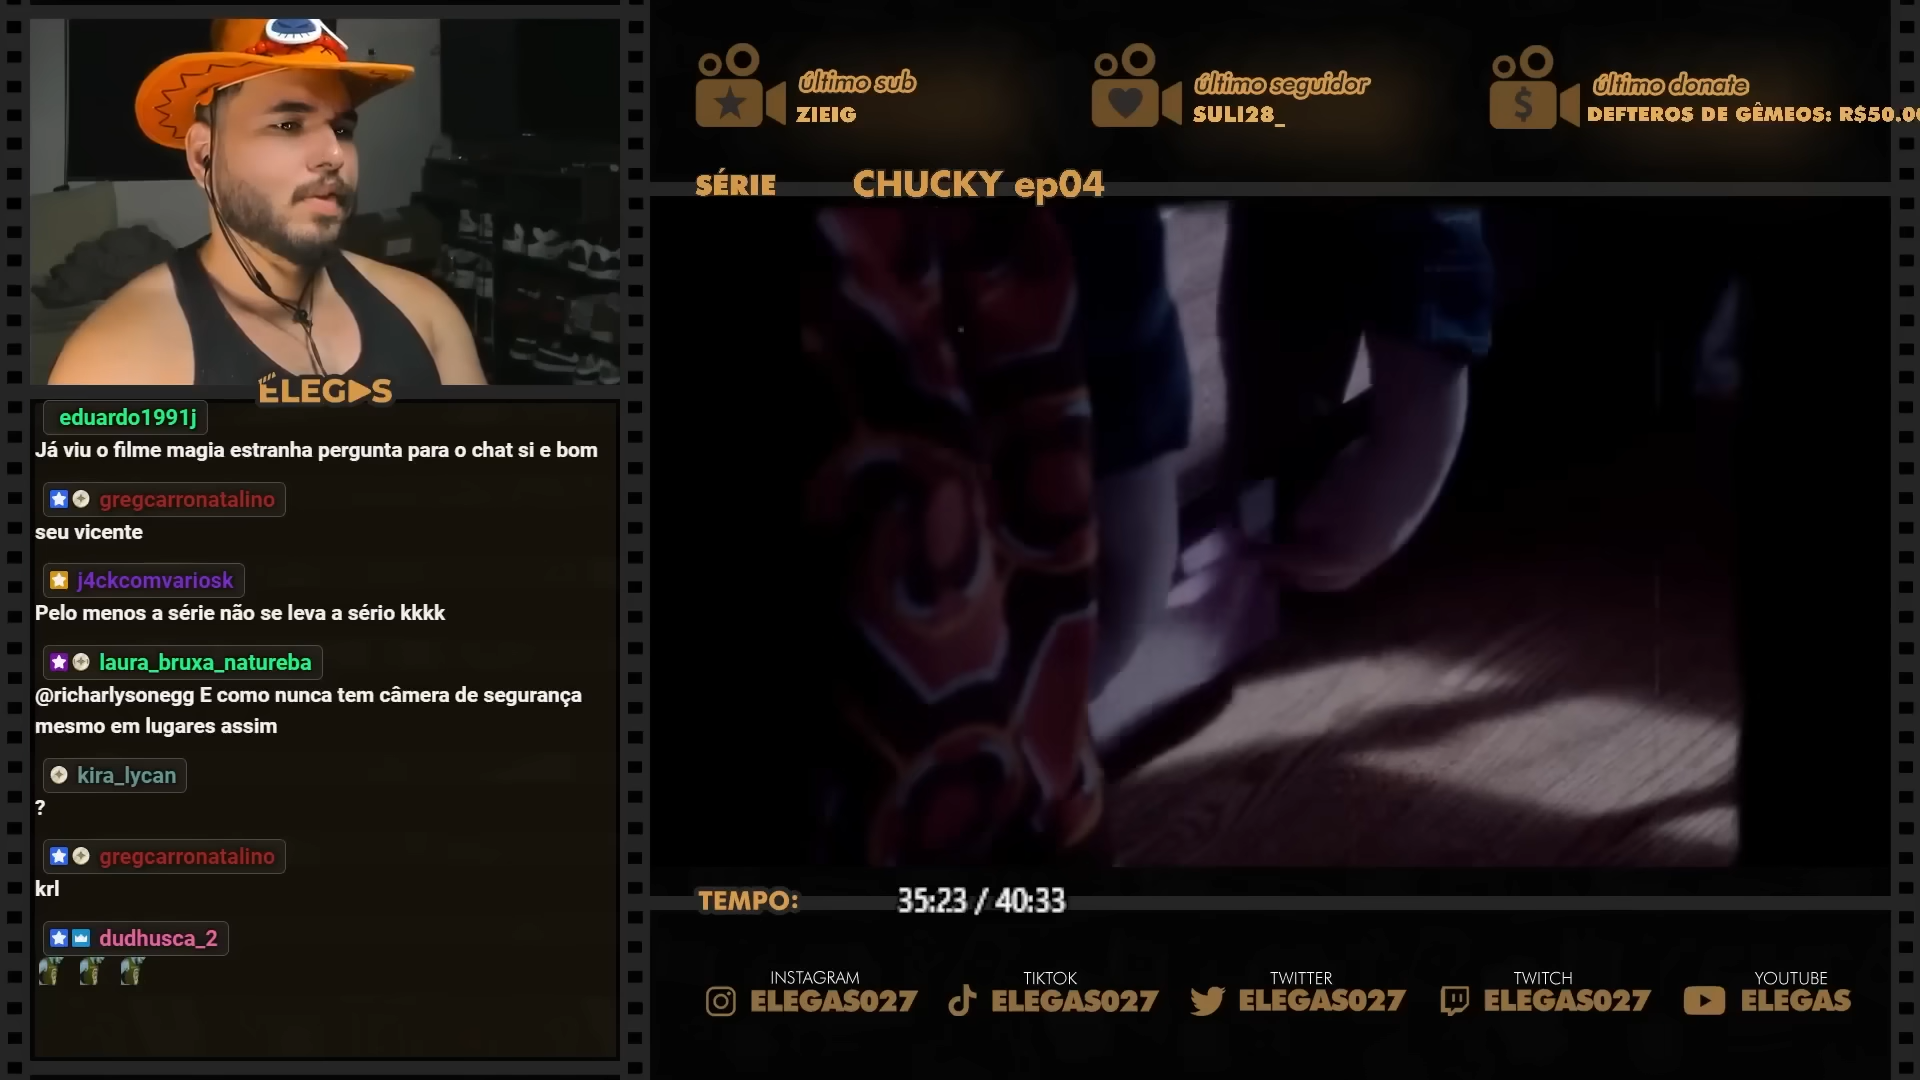 último sub
ZIEIG
último seguidor
SULI28_
último donate
DEFTEROS DE GÊMEOS: R$50.00
SÉRIE
CHUCKY ep04
ELEGAS
eduardo1991j
Já viu o filme magia estranha pergunta para o chat si e bom
gregcarronatalino
seu vicente
j4ckcomvariosk
Pelo menos a série não se leva a sério kkkk
laura_bruxa_natureba
@richarlysonegg E como nunca tem câmera de segurança
mesmo em lugares assim
kira_lycan
?
gregcarronatalino
krl
dudhusca_2
TEMPO:
35:23 / 40:33
INSTAGRAM
ELEGAS027
TIKTOK
ELEGAS027
TWITTER
ELEGAS027
TWITCH
ELEGAS027
YOUTUBE
ELEGAS